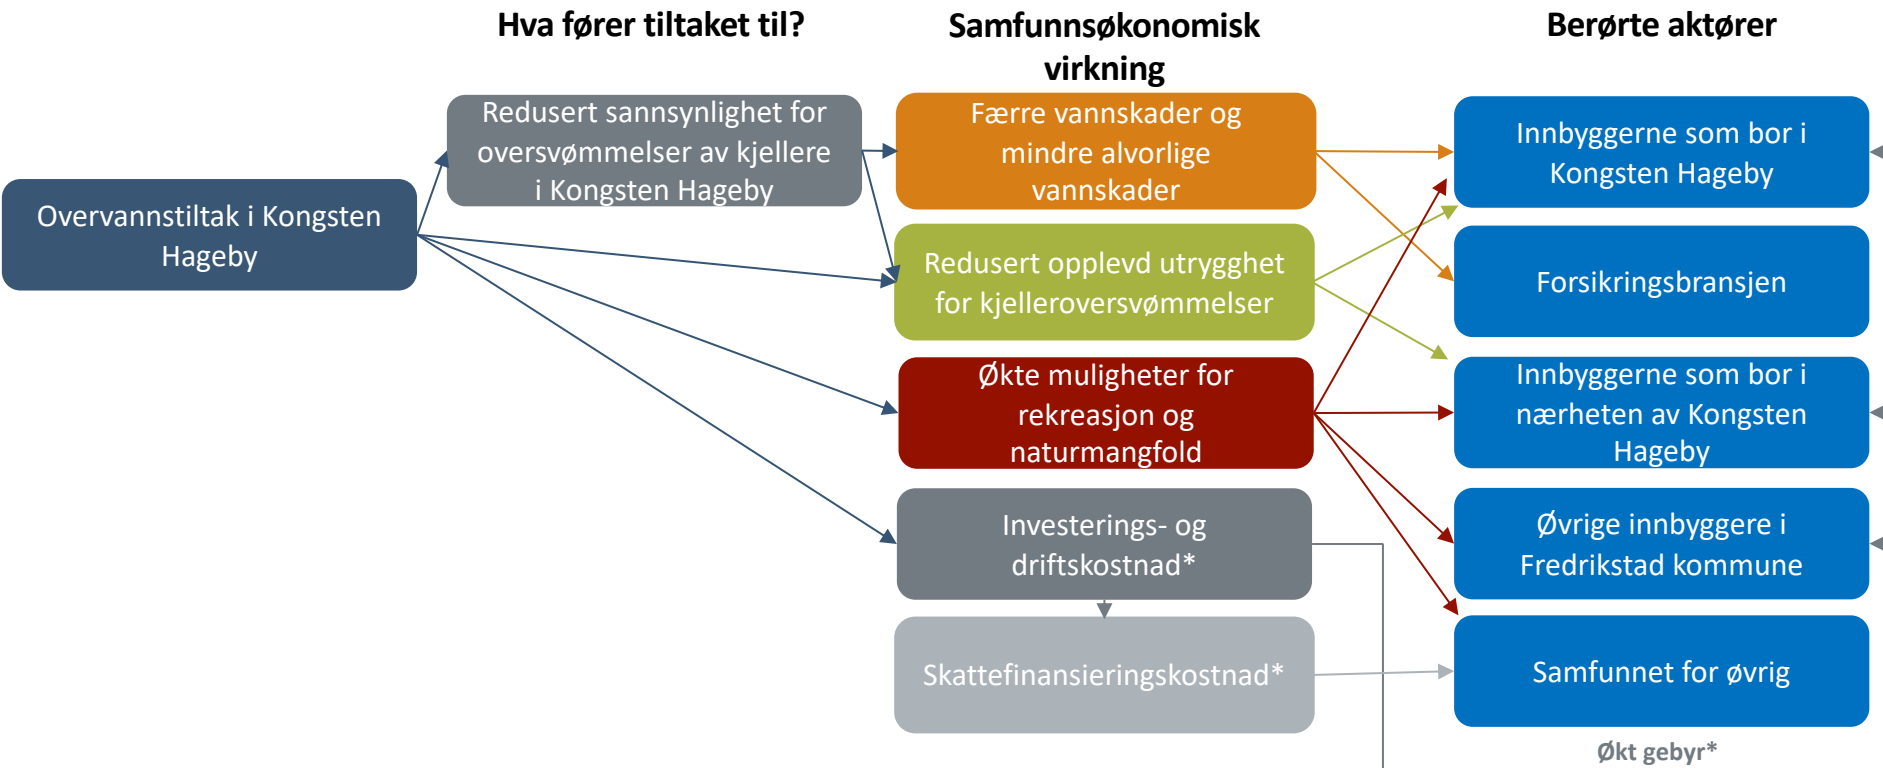 Hva fører tiltaket til?
Samfunnsøkonomisk
virkning
Berørte aktører
Overvannstiltak i Kongsten
Hageby
Redusert sannsynlighet for
oversvømmelser av kjellere
i Kongsten Hageby
Færre vannskader og
mindre alvorlige
vannskader
Redusert opplevd utrygghet
for kjelleroversvømmelser
Økte muligheter for
rekreasjon og
naturmangfold
Investerings- og
driftskostnad*
Skattefinansieringskostnad*
Innbyggerne som bor i
Kongsten Hageby
Forsikringsbransjen
Innbyggerne som bor i
nærheten av Kongsten
Hageby
Øvrige innbyggere i
Fredrikstad kommune
Samfunnet for øvrig
Økt gebyr*